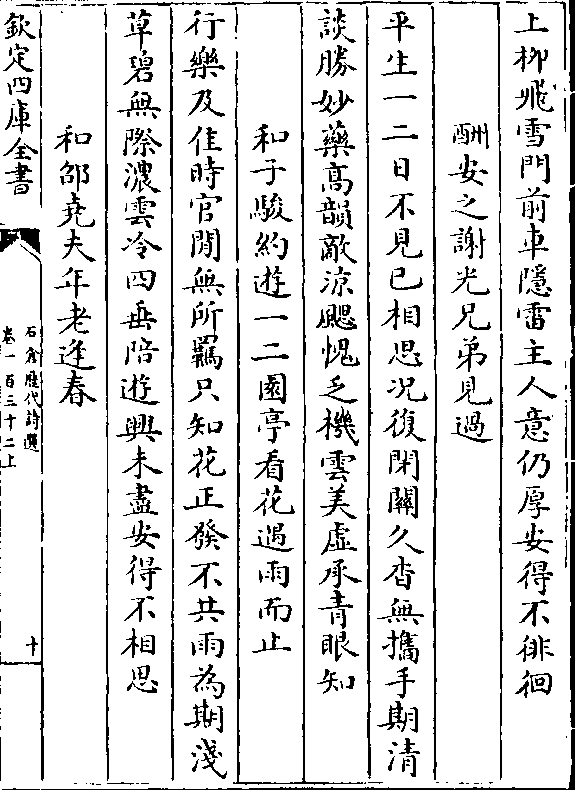 上柳飛雪門前車隱雷主人意仍厚安得不徘徊
酬安之謝光兄弟見過
平生一二日不見已相思况復閉關久杳無攜手期清
談勝妙藥高韻敵涼颸愧乏機雲美虚承青眼知
和子駿約遊一二園亭看花遇雨而止
行樂及佳時官閒無所羈只知花正發不共雨為期淺
草碧無際濃雲冷四垂陪遊興未盡安得不相思
和邵堯夫年老逢春
欽定四庫全書
石倉歷代詩選
卷一百三十二上
十